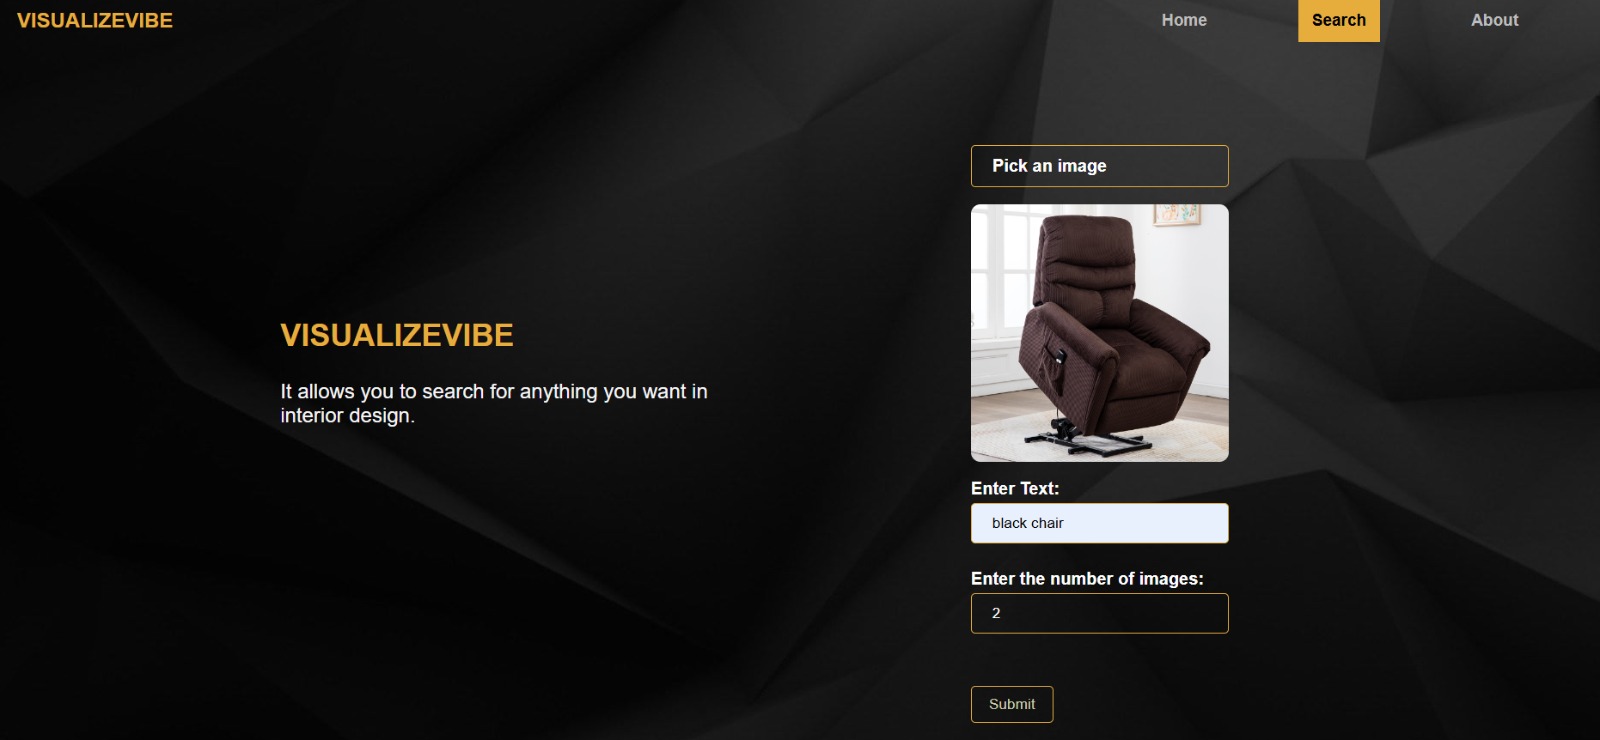 VISUALIZEVIBE
Home
Search
About
VISUALIZEVIBE
It allows you to search for anything you want in
interior design.
Pick an image
Enter Text:
black chair
Enter the number of images:
2
Submit